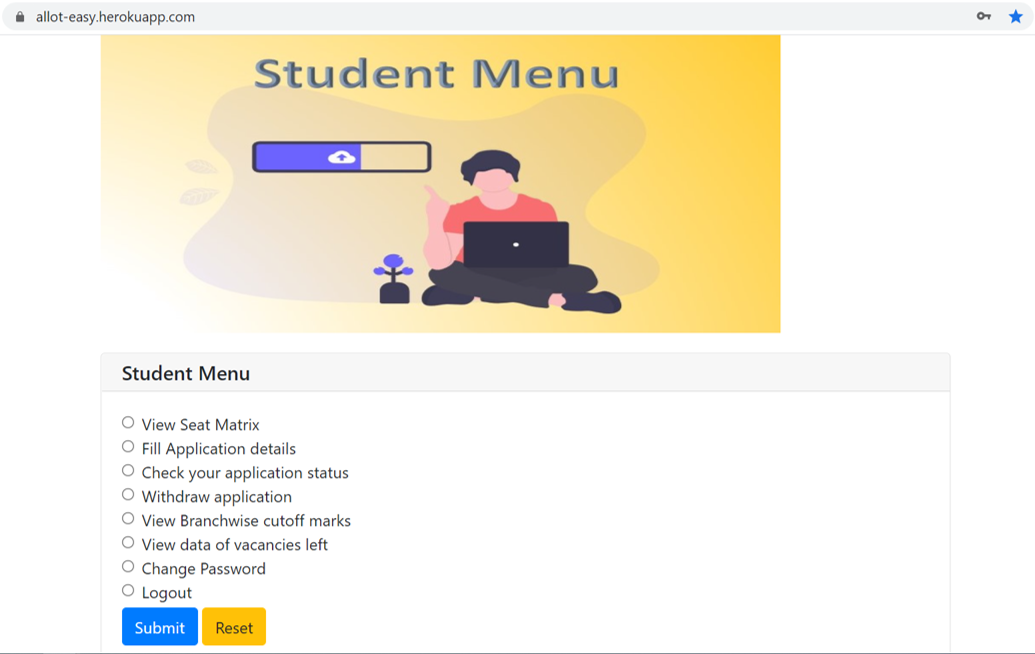 allot-easy.herokuapp.com
Student Menu
Student Menu
View Seat Matrix
Fill Application details
Check your application status
Withdraw application
View Branchwise cutoff marks
View data of vacancies left
Change Password
Logout
Submit Reset